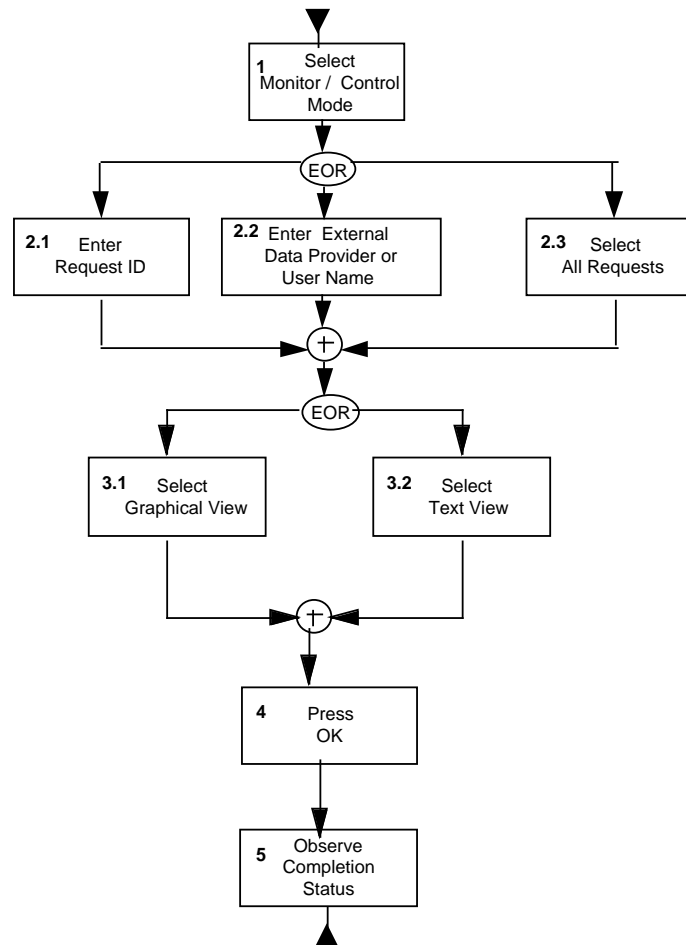 1 Select
Monitor / Control
Mode
EOR
2.1 Enter
Request ID
2.2 Enter External
Data Provider or
User Name
2.3 Select
All Requests
EOR
3.1 Select
Graphical View
3.2 Select
Text View
4 Press
OK
5 Observe
Completion
Status